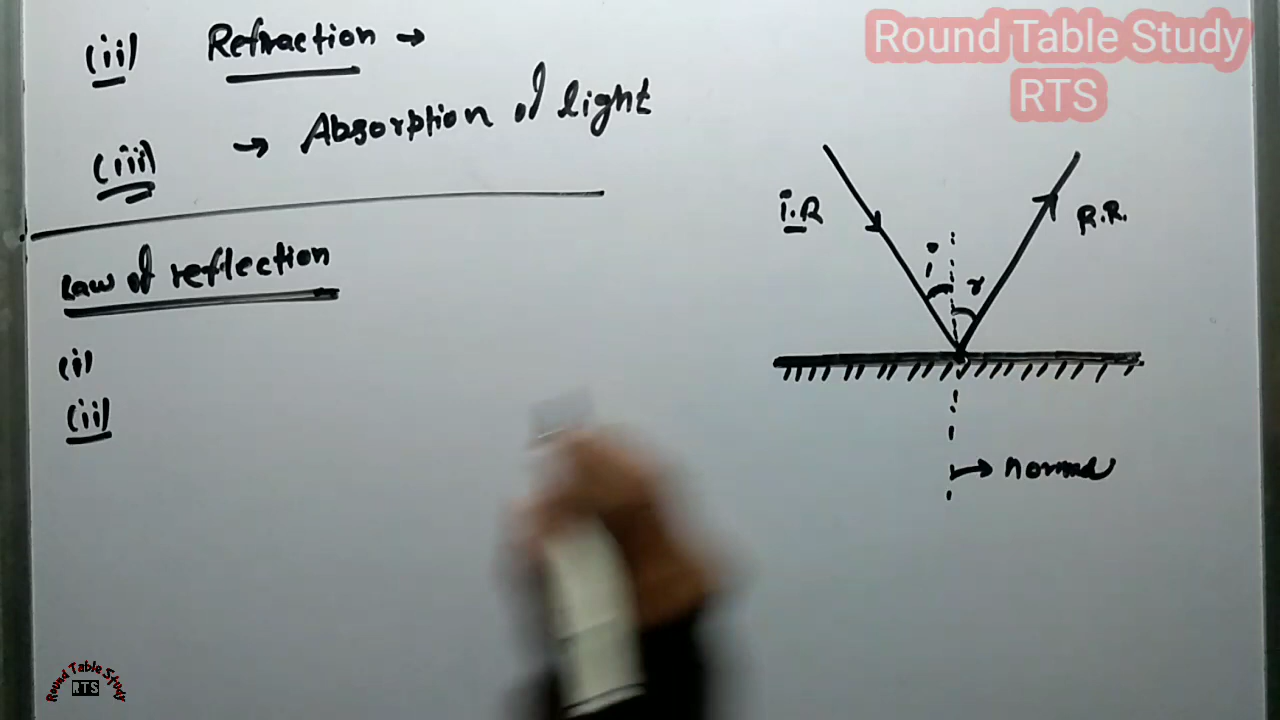 (ii) Refraction →
(iii) → Absorption of light
Law of reflection
(i)
(ii)
Round Table Study
RTS
i.R
R.R.
i
r
→ normal
Round Table Study
RTS